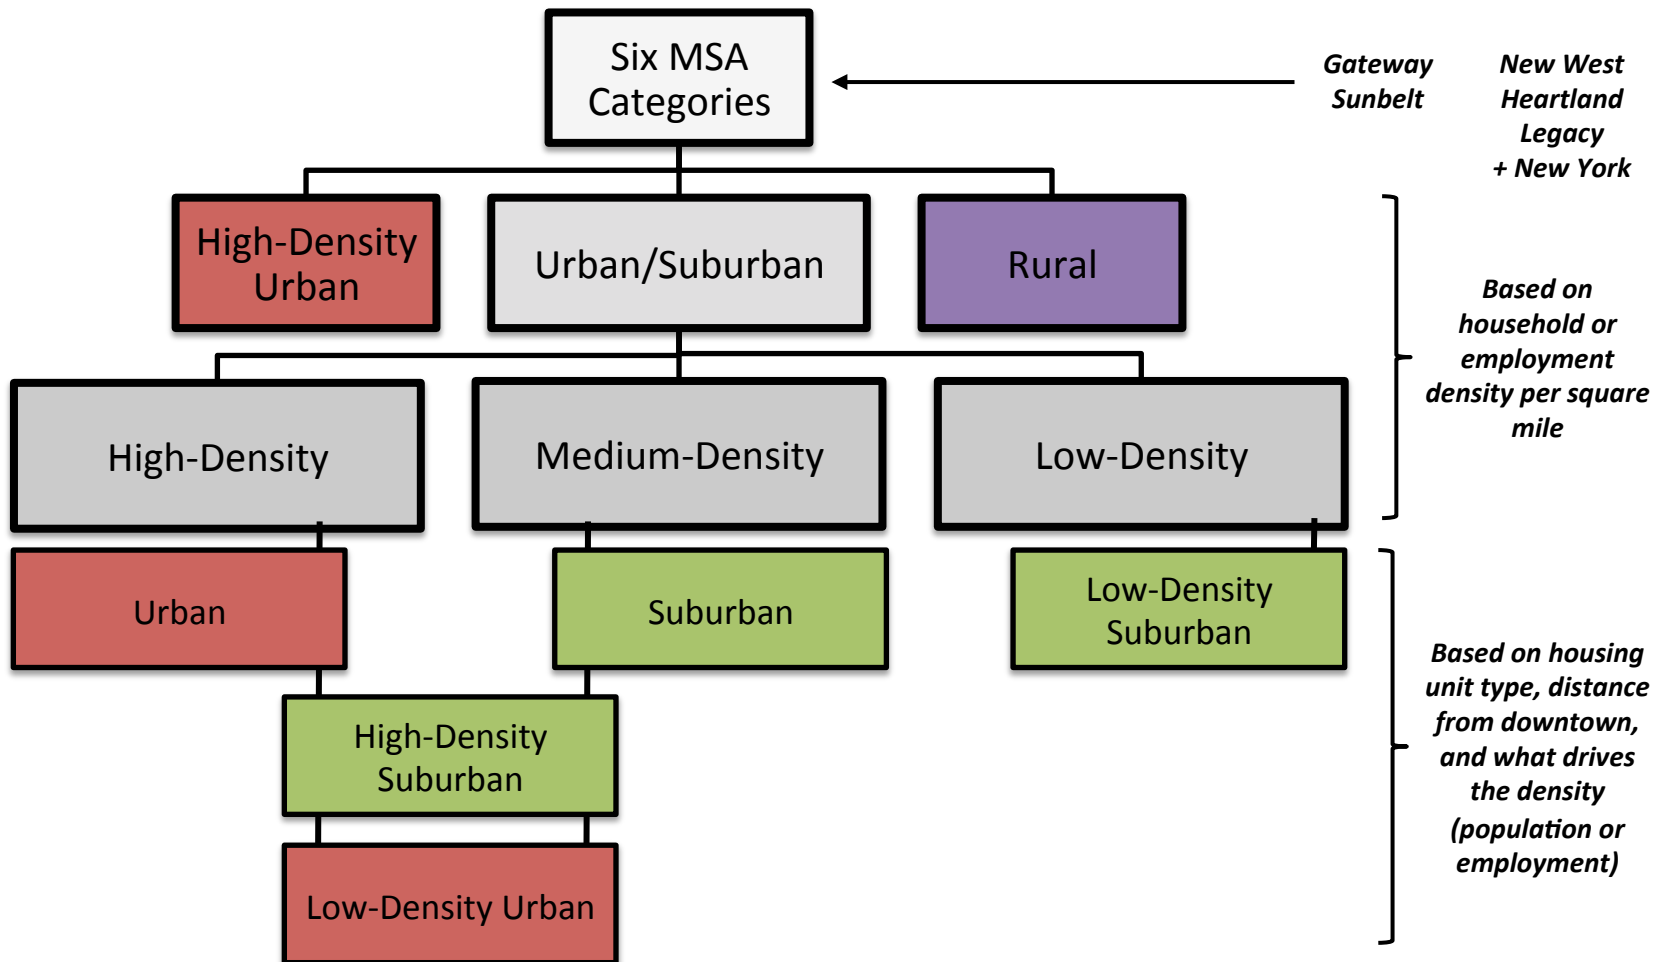 Six MSA
Categories
Gateway
Sunbelt
New West
Heartland
Legacy
+ New York
High-Density
Urban
Urban/Suburban
Rural
Based on
household or
employment
density per square
mile
High-Density
Medium-Density
Low-Density
Urban
Suburban
Low-Density
Suburban
High-Density
Suburban
Low-Density Urban
Based on housing
unit type, distance
from downtown,
and what drives
the density
(population or
employment)